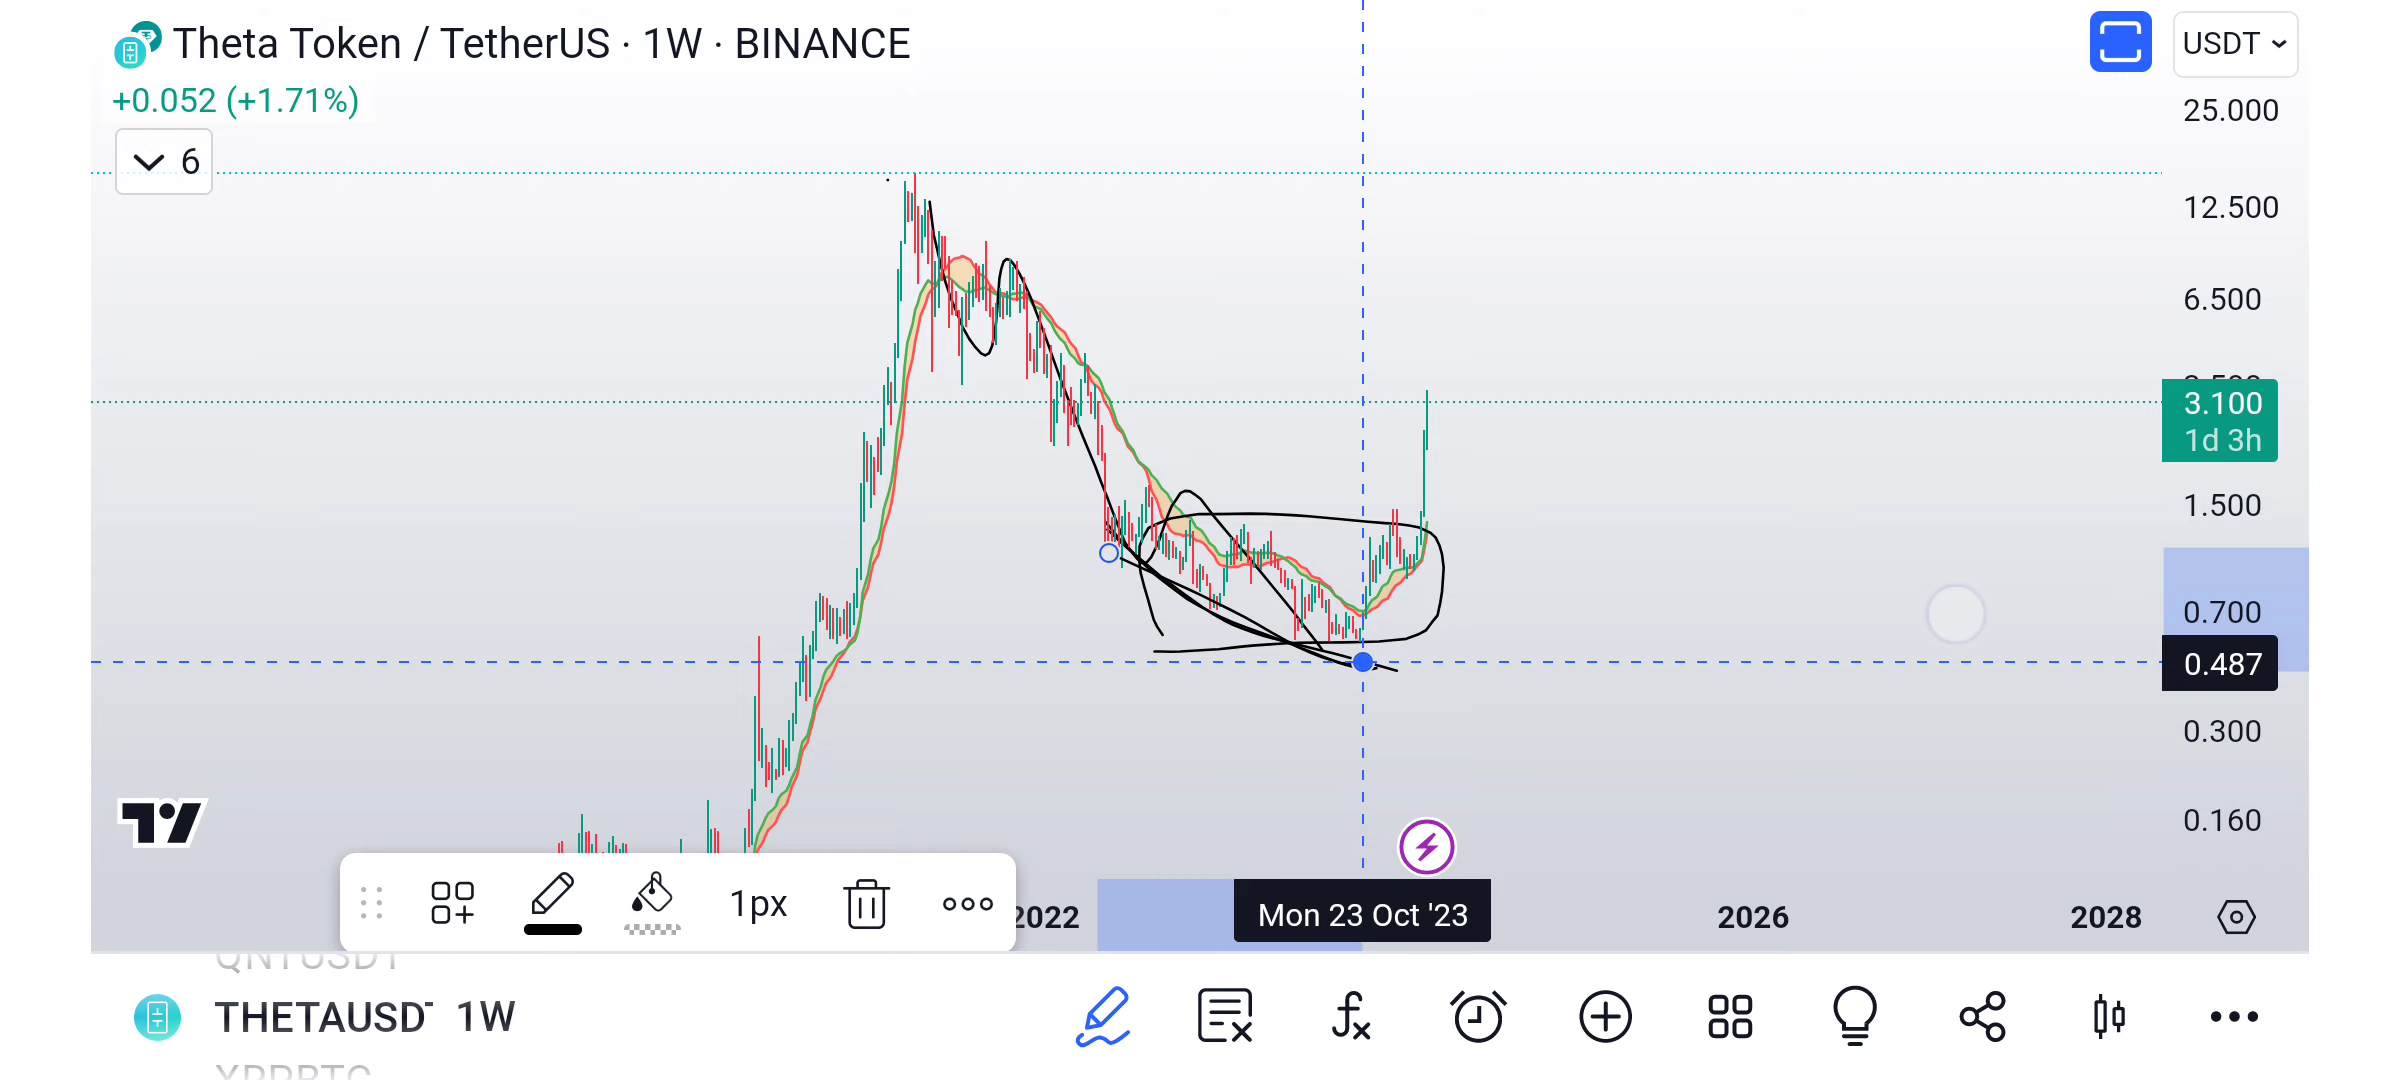 Theta Token / TetherUS · 1W · BINANCE
USDT
+0.052 (+1.71%)
6
25.000
12.500
6.500
3.100
1d 3h
1.500
0.700
0.487
0.300
0.160
1px
2022
Mon 23 Oct '23
2026
2028
THETAUSD 1W